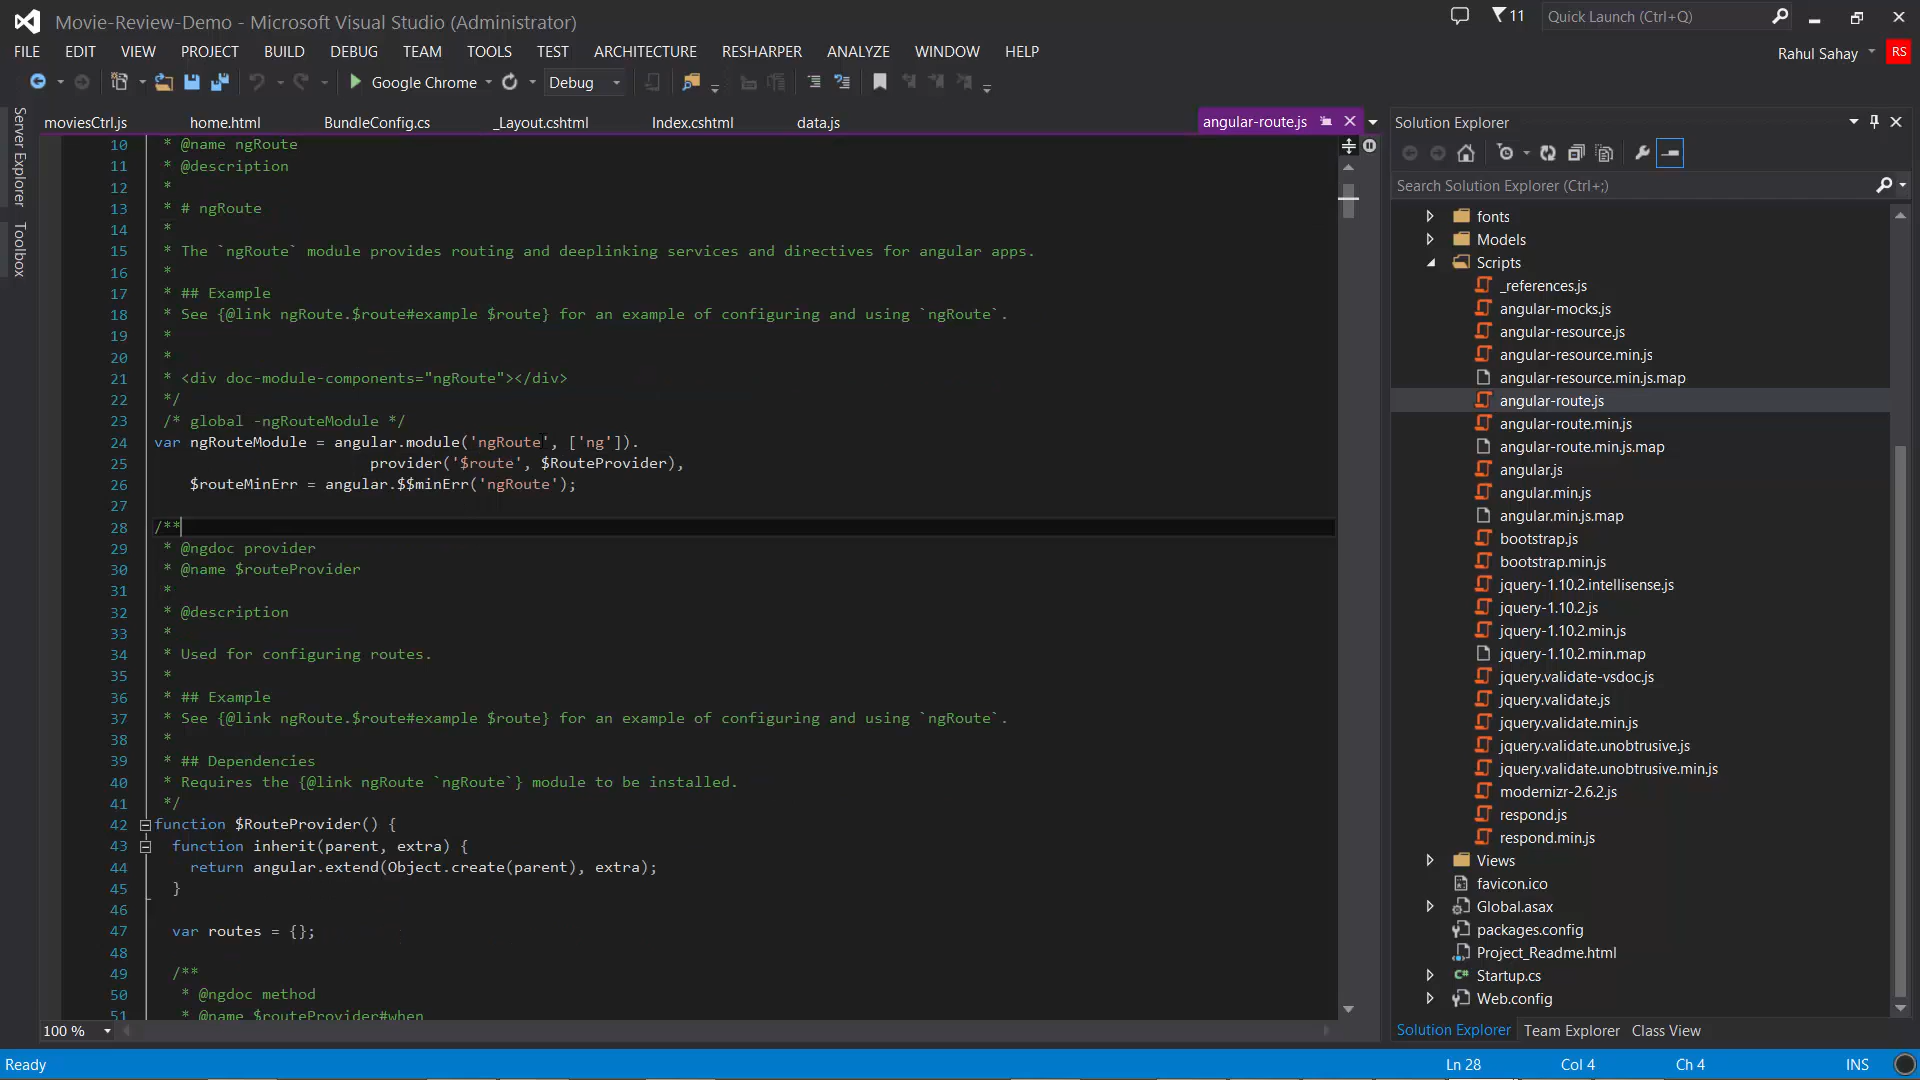 Movie-Review-Demo - Microsoft Visual Studio (Administrator)
11
Quick Launch (Ctrl+Q)
FILE EDIT VIEW PROJECT BUILD DEBUG TEAM TOOLS TEST ARCHITECTURE RESHARPER ANALYZE WINDOW HELP
Rahul Sahay
RS
Google Chrome
Debug
Server Explorer
Toolbox
moviesCtrl.js home.html BundleConfig.cs _Layout.cshtml Index.cshtml data.js angular-route.js
10 * @name ngRoute
11 * @description
12 *
13 * # ngRoute
14 *
15 * The `ngRoute` module provides routing and deeplinking services and directives for angular apps.
16 *
17 * ## Example
18 * See {@link ngRoute.$route#example $route} for an example of configuring and using `ngRoute`.
19 *
20 *
21 * <div doc-module-components="ngRoute"></div>
22 */
23 /* global -ngRouteModule */
24 var ngRouteModule = angular.module('ngRoute', ['ng']).
25 provider('$route', $RouteProvider),
26 $routeMinErr = angular.$$minErr('ngRoute');
27
28 /**
29 * @ngdoc provider
30 * @name $routeProvider
31 *
32 * @description
33 *
34 * Used for configuring routes.
35 *
36 * ## Example
37 * See {@link ngRoute.$route#example $route} for an example of configuring and using `ngRoute`.
38 *
39 * ## Dependencies
40 * Requires the {@link ngRoute `ngRoute`} module to be installed.
41 */
42 function $RouteProvider() {
43 function inherit(parent, extra) {
44 return angular.extend(Object.create(parent), extra);
45 }
46
47 var routes = {};
48
49 /**
50 * @ngdoc method
51 * @name $routeProvider#when
100 %
Solution Explorer
Search Solution Explorer (Ctrl+;)
fonts
Models
Scripts
_references.js
angular-mocks.js
angular-resource.js
angular-resource.min.js
angular-resource.min.js.map
angular-route.js
angular-route.min.js
angular-route.min.js.map
angular.js
angular.min.js
angular.min.js.map
bootstrap.js
bootstrap.min.js
jquery-1.10.2.intellisense.js
jquery-1.10.2.js
jquery-1.10.2.min.js
jquery-1.10.2.min.map
jquery.validate-vsdoc.js
jquery.validate.js
jquery.validate.min.js
jquery.validate.unobtrusive.js
jquery.validate.unobtrusive.min.js
modernizr-2.6.2.js
respond.js
respond.min.js
Views
favicon.ico
Global.asax
packages.config
Project_Readme.html
C# Startup.cs
Web.config
Solution Explorer Team Explorer Class View
Ready
Ln 28 Col 4 Ch 4 INS